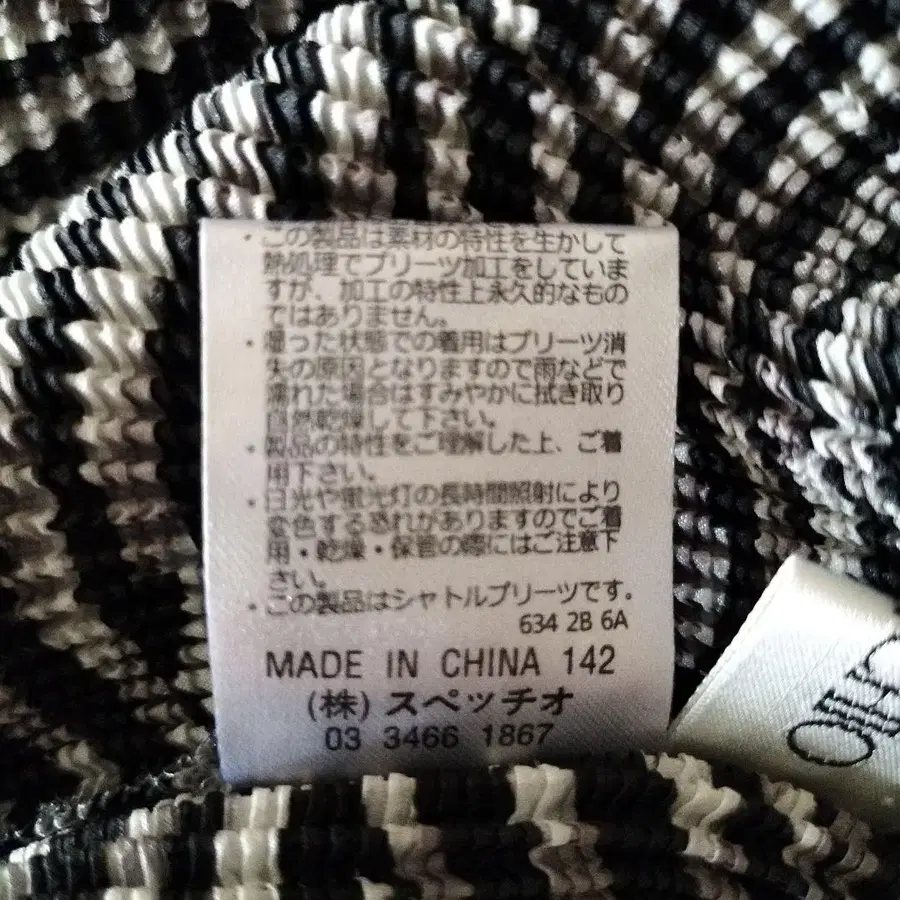 ・この製品は素材の特性を生かして
熱処理でプリーツ加工をしていま
すが、加工の特性上永久的なもの
ではありません。
・湿った状態での着用はプリーツ消
失の原因となりますので雨などで
濡れた場合はすみやかに拭き取り
自然乾燥して下さい。
・製品の特性をご理解した上、ご着
用下さい。
・日光や蛍光灯の長時間照射により
変色する恐れがありますのでご着
用・乾燥・保管の際にはご注意下
さい。
・この製品はシャトルプリーツです。
634 2B 6A
MADE IN CHINA 142
(株) スペッチオ
03 3466 1867